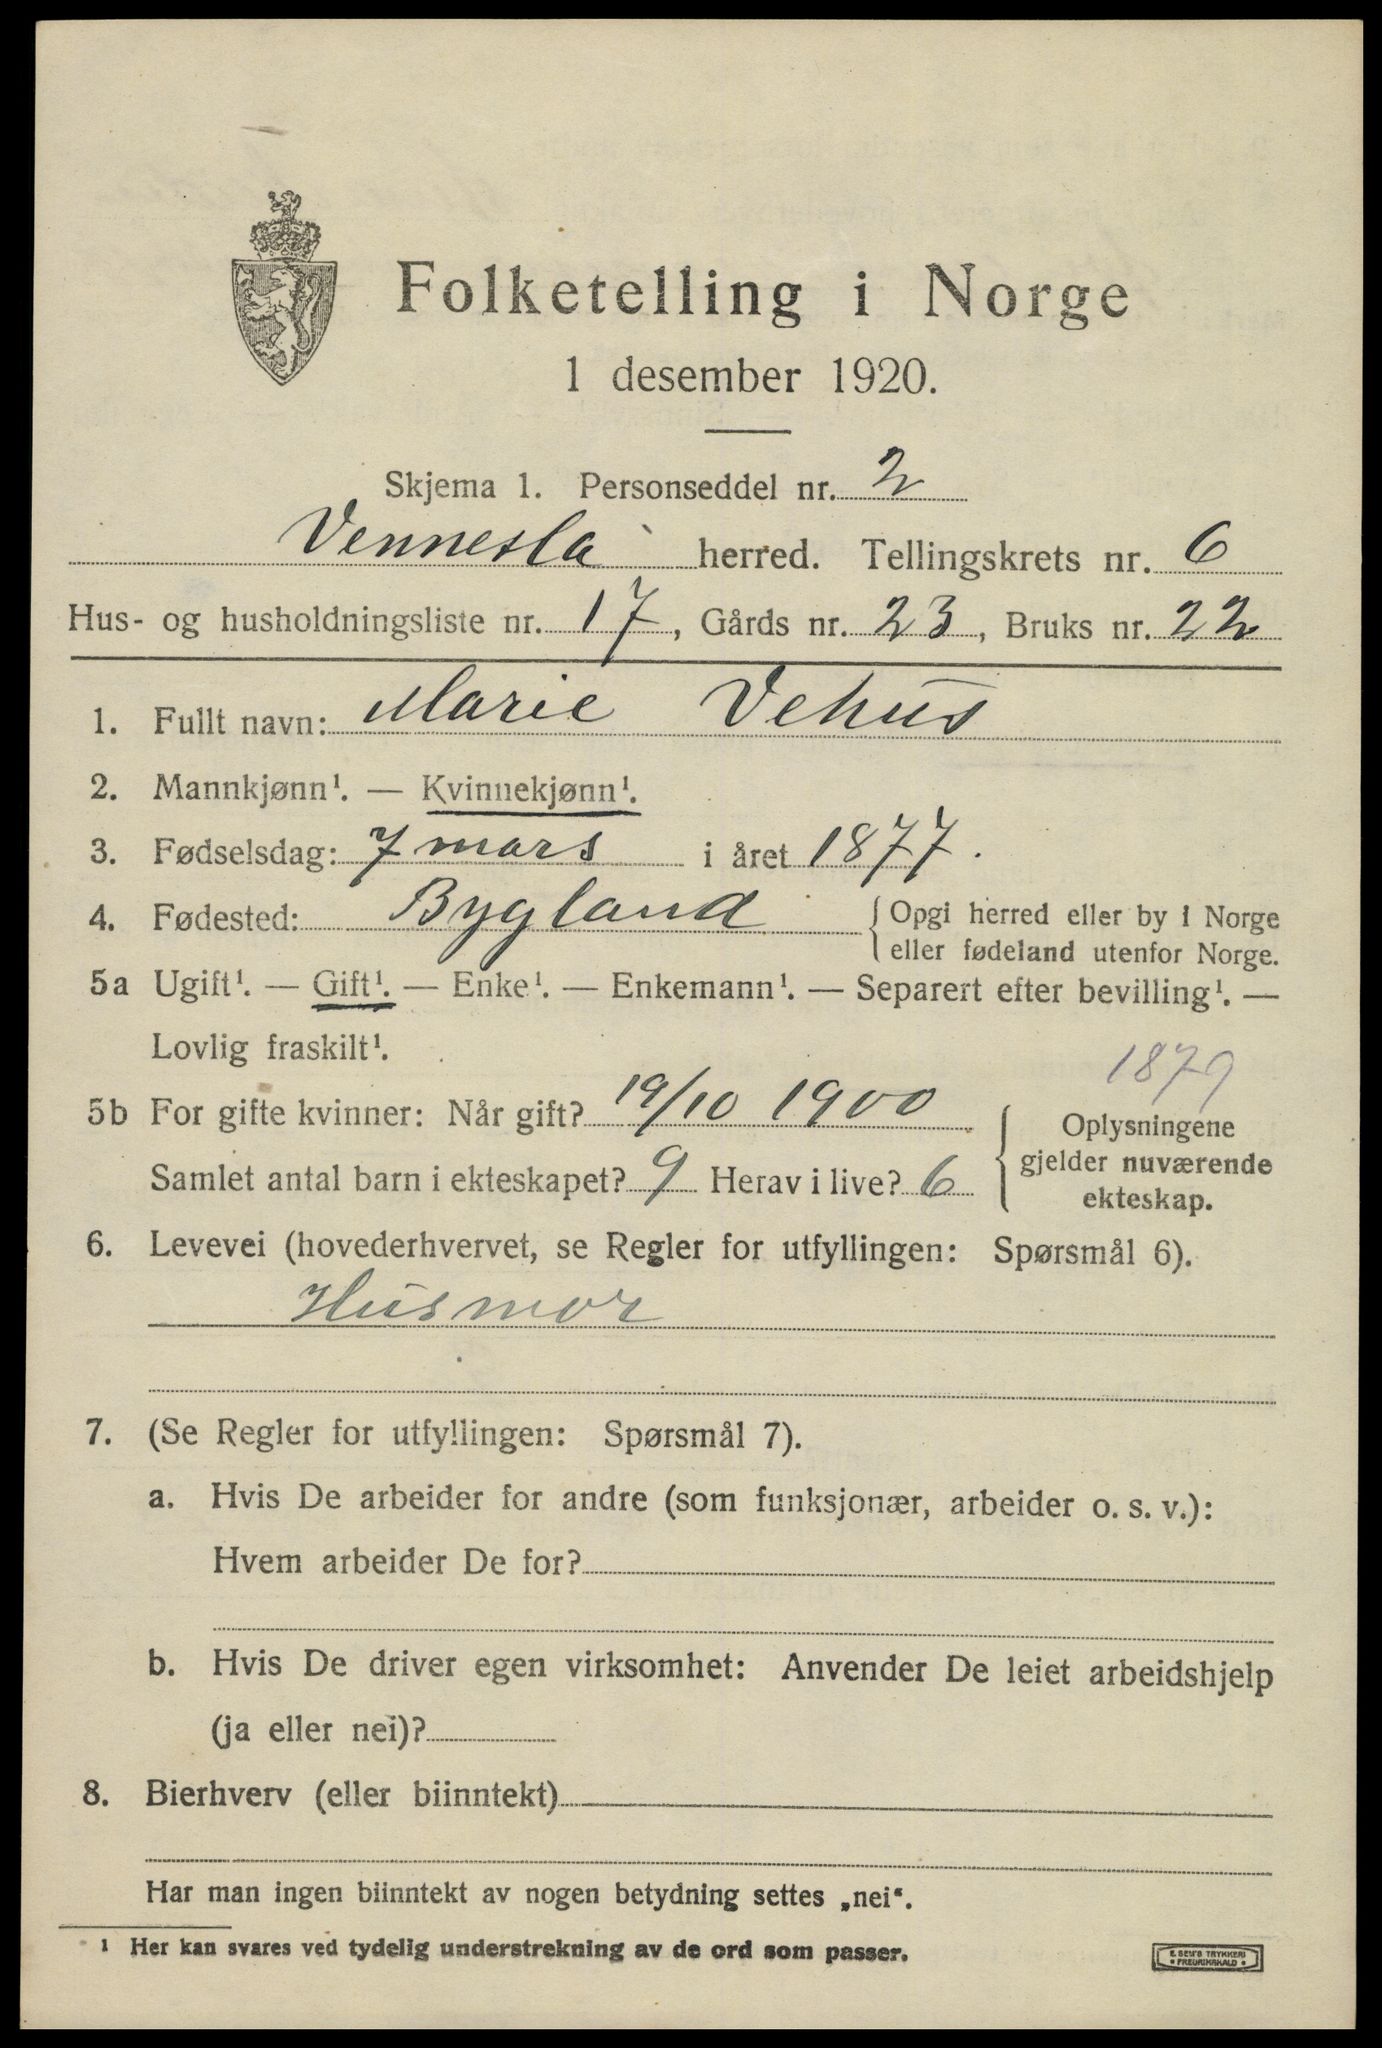 Folketelling i Norge
1 desember 1920.
Skjema 1. Personseddel nr. 2
Vennesla herred. Tellingskrets nr. 6
Hus- og husholdningsliste nr. 17, Gårds nr. 23, Bruks nr. 22
1. Fullt navn: Marie Vehus
2. Mannkjønn¹. — Kvinnekjønn¹.
3. Fødselsdag: 7 mars i året 1877.
4. Fødested: Bygland { Opgi herred eller by i Norge
eller fødeland utenfor Norge.
5a Ugift¹. — Gift¹. — Enke¹. — Enkemann¹. — Separert efter bevilling¹. —
Lovlig fraskilt¹.
1879
5b For gifte kvinner: Når gift? 19/10 1900
Samlet antal barn i ekteskapet? 9 Herav i live? 6
{ Oplysningene
gjelder nuværende
ekteskap.
6. Levevei (hovederhvervet, se Regler for utfyllingen: Spørsmål 6).
Husmor
7. (Se Regler for utfyllingen: Spørsmål 7).
a. Hvis De arbeider for andre (som funksjonær, arbeider o. s. v.):
Hvem arbeider De for?
b. Hvis De driver egen virksomhet: Anvender De leiet arbeidshjelp
(ja eller nei)?
8. Bierhverv (eller biinntekt)
Har man ingen biinntekt av nogen betydning settes „nei“.
¹ Her kan svares ved tydelig understrekning av de ord som passer.
E. SEM'S TRYKKERI
• FREDRIKSHALD •